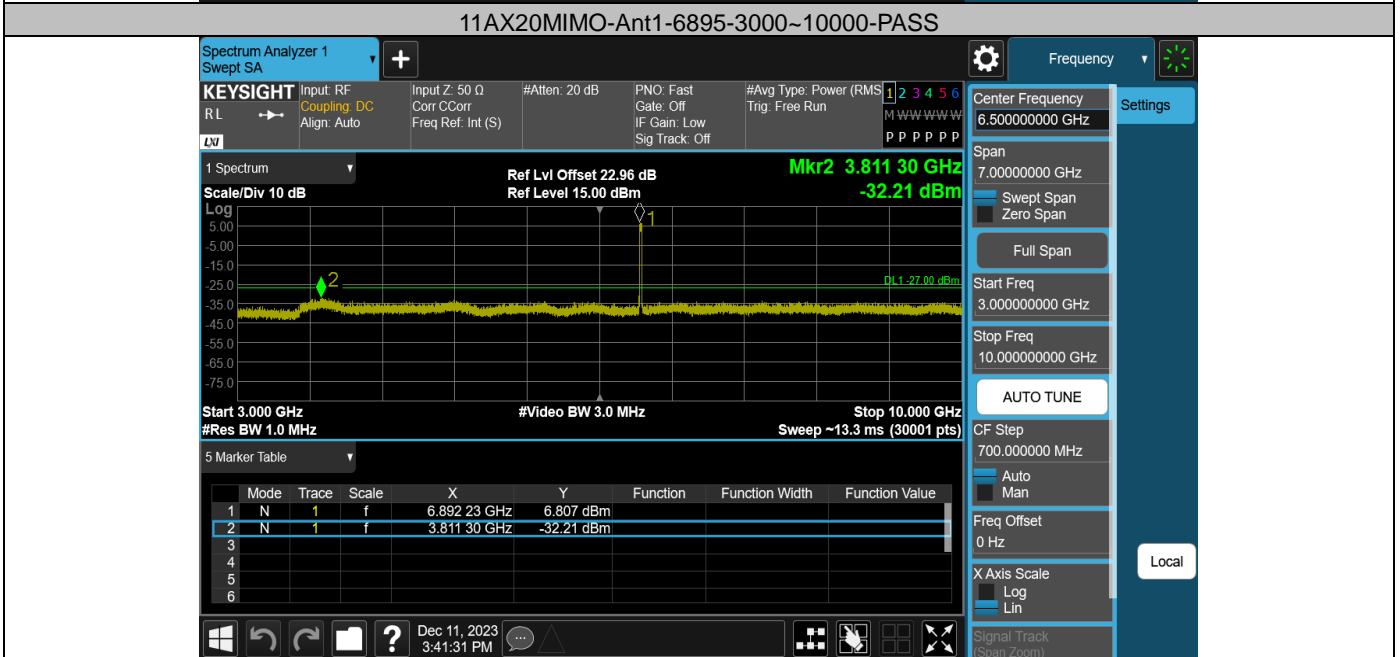 11AX20MIMO-Ant1-6895-3000~10000-PASS
Spectrum Analyzer 1
Swept SA
Frequency
KEYSIGHT
RL
LXI
Input: RF
Coupling: DC
Align: Auto
Input Z: 50 Ω
Corr CCorr
Freq Ref: Int (S)
#Atten: 20 dB
PNO: Fast
Gate: Off
IF Gain: Low
Sig Track: Off
#Avg Type: Power (RMS
Trig: Free Run
1 2 3 4 5 6
M W W W W W
P P P P P P
Settings
Center Frequency
6.500000000 GHz
Span
7.00000000 GHz
Swept Span
Zero Span
Full Span
Start Freq
3.000000000 GHz
Stop Freq
10.000000000 GHz
AUTO TUNE
CF Step
700.000000 MHz
Auto
Man
Freq Offset
0 Hz
X Axis Scale
Log
Lin
Signal Track
(Span Zoom)
Local
1 Spectrum
Scale/Div 10 dB
Ref Lvl Offset 22.96 dB
Ref Level 15.00 dBm
Mkr2 3.811 30 GHz
-32.21 dBm
Log
5.00
-5.00
-15.0
-25.0
-35.0
-45.0
-55.0
-65.0
-75.0
1
2
DL1 -27.00 dBm
Start 3.000 GHz
#Video BW 3.0 MHz
Stop 10.000 GHz
#Res BW 1.0 MHz
Sweep ~13.3 ms (30001 pts)
5 Marker Table
Mode Trace Scale X Y Function Function Width Function Value
1 N 1 f 6.892 23 GHz 6.807 dBm
2 N 1 f 3.811 30 GHz -32.21 dBm
3
4
5
6
Dec 11, 2023
3:41:31 PM